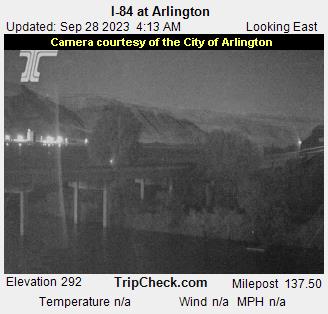 I-84 at Arlington
Updated: Sep 28 2023 4:13 AM Looking East
Camera courtesy of the City of Arlington
Elevation 292 TripCheck.com Milepost 137.50
Temperature n/a Wind n/a MPH n/a